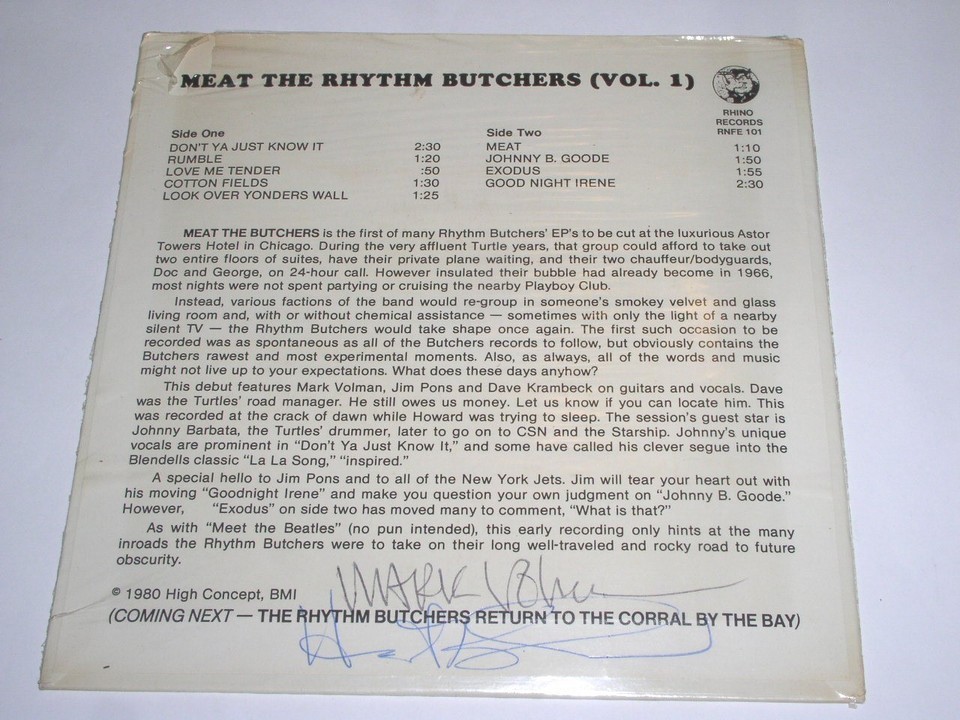 MEAT THE RHYTHM BUTCHERS (VOL. 1)
RHINO
RECORDS
RNFE 101
Side One
DON'T YA JUST KNOW IT 2:30
RUMBLE 1:20
LOVE ME TENDER :50
COTTON FIELDS 1:30
LOOK OVER YONDERS WALL 1:25
Side Two
MEAT 1:10
JOHNNY B. GOODE 1:50
EXODUS 1:55
GOOD NIGHT IRENE 2:30
MEAT THE BUTCHERS is the first of many Rhythm Butchers' EP's to be cut at the luxurious Astor
Towers Hotel in Chicago. During the very affluent Turtle years, that group could afford to take out
two entire floors of suites, have their private plane waiting, and their two chauffeur/bodyguards,
Doc and George, on 24-hour call. However insulated their bubble had already become in 1966,
most nights were not spent partying or cruising the nearby Playboy Club.
Instead, various factions of the band would re-group in someone's smokey velvet and glass
living room and, with or without chemical assistance — sometimes with only the light of a nearby
silent TV — the Rhythm Butchers would take shape once again. The first such occasion to be
recorded was as spontaneous as all of the Butchers records to follow, but obviously contains the
Butchers rawest and most experimental moments. Also, as always, all of the words and music
might not live up to your expectations. What does these days anyhow?
This debut features Mark Volman, Jim Pons and Dave Krambeck on guitars and vocals. Dave
was the Turtles' road manager. He still owes us money. Let us know if you can locate him. This
was recorded at the crack of dawn while Howard was trying to sleep. The session's guest star is
Johnny Barbata, the Turtles' drummer, later to go on to CSN and the Starship. Johnny's unique
vocals are prominent in "Don't Ya Just Know It," and some have called his clever segue into the
Blendells classic "La La Song," "inspired."
A special hello to Jim Pons and to all of the New York Jets. Jim will tear your heart out with
his moving "Goodnight Irene" and make you question your own judgment on "Johnny B. Goode."
However, "Exodus" on side two has moved many to comment, "What is that?"
As with "Meet the Beatles" (no pun intended), this early recording only hints at the many
inroads the Rhythm Butchers were to take on their long well-traveled and rocky road to future
obscurity.
MARK Volman
© 1980 High Concept, BMI
(COMING NEXT — THE RHYTHM BUTCHERS RETURN TO THE CORRAL BY THE BAY)